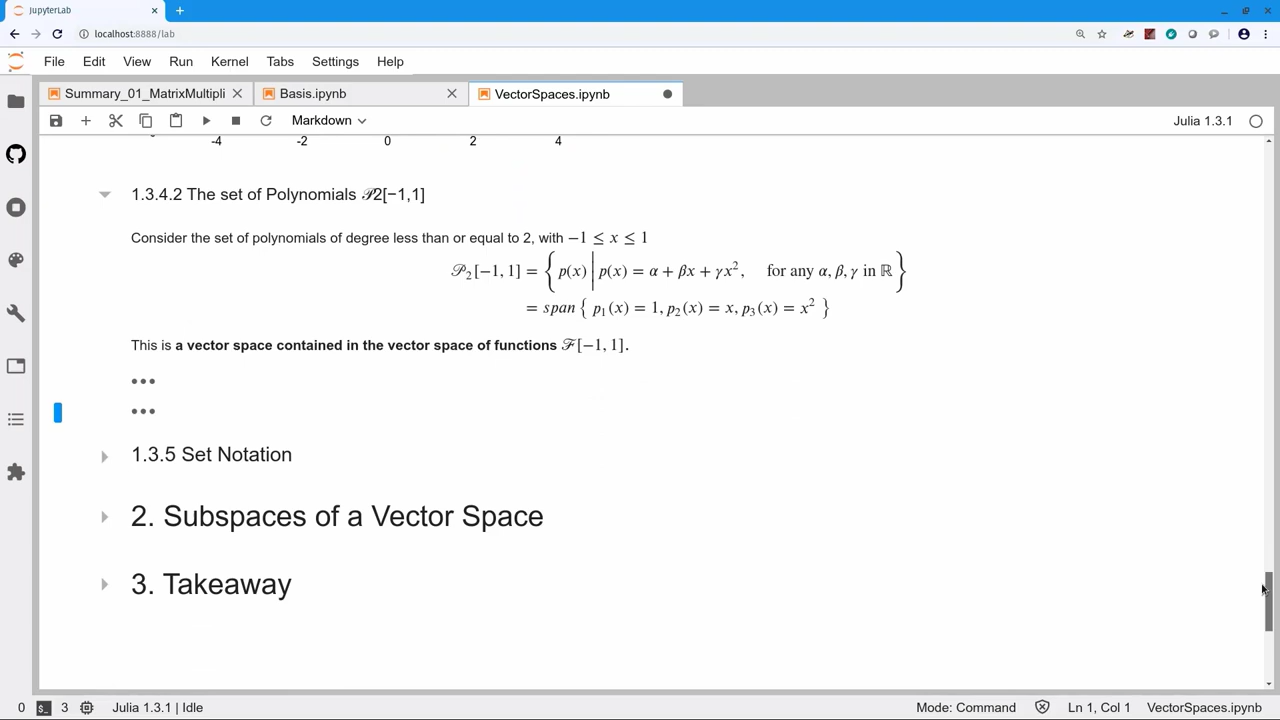 JupyterLab
localhost:8888/lab
File Edit View Run Kernel Tabs Settings Help
Summary_01_MatrixMultipli
Basis.ipynb
VectorSpaces.ipynb
Markdown
Julia 1.3.1
-4 -2 0 2 4
1.3.4.2 The set of Polynomials 𝒫2[−1,1]
Consider the set of polynomials of degree less than or equal to 2, with −1 ≤ x ≤ 1
𝒫₂[−1, 1] = { p(x) | p(x) = α + βx + γx², for any α, β, γ in ℝ }
= span { p₁(x) = 1, p₂(x) = x, p₃(x) = x² }
This is a vector space contained in the vector space of functions ℱ[−1, 1].
•••
•••
1.3.5 Set Notation
2. Subspaces of a Vector Space
3. Takeaway
0 3 Julia 1.3.1 | Idle Mode: Command Ln 1, Col 1 VectorSpaces.ipynb